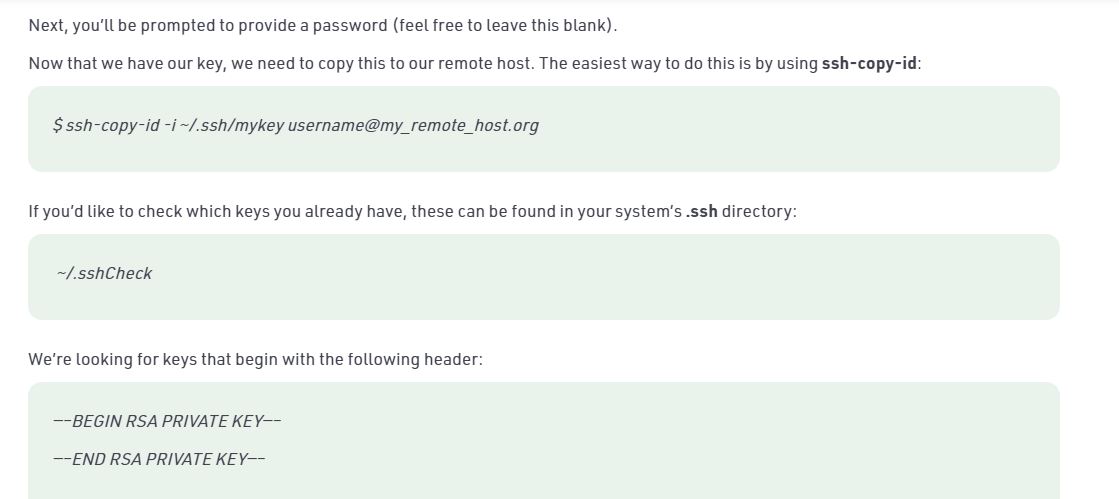 Next, you'll be prompted to provide a password (feel free to leave this blank).
Now that we have our key, we need to copy this to our remote host. The easiest way to do this is by using ssh-copy-id:
$ ssh-copy-id -i ~/.ssh/mykey username@my_remote_host.org
If you'd like to check which keys you already have, these can be found in your system's .ssh directory:
~/.sshCheck
We're looking for keys that begin with the following header:
—–BEGIN RSA PRIVATE KEY—–
—–END RSA PRIVATE KEY—–